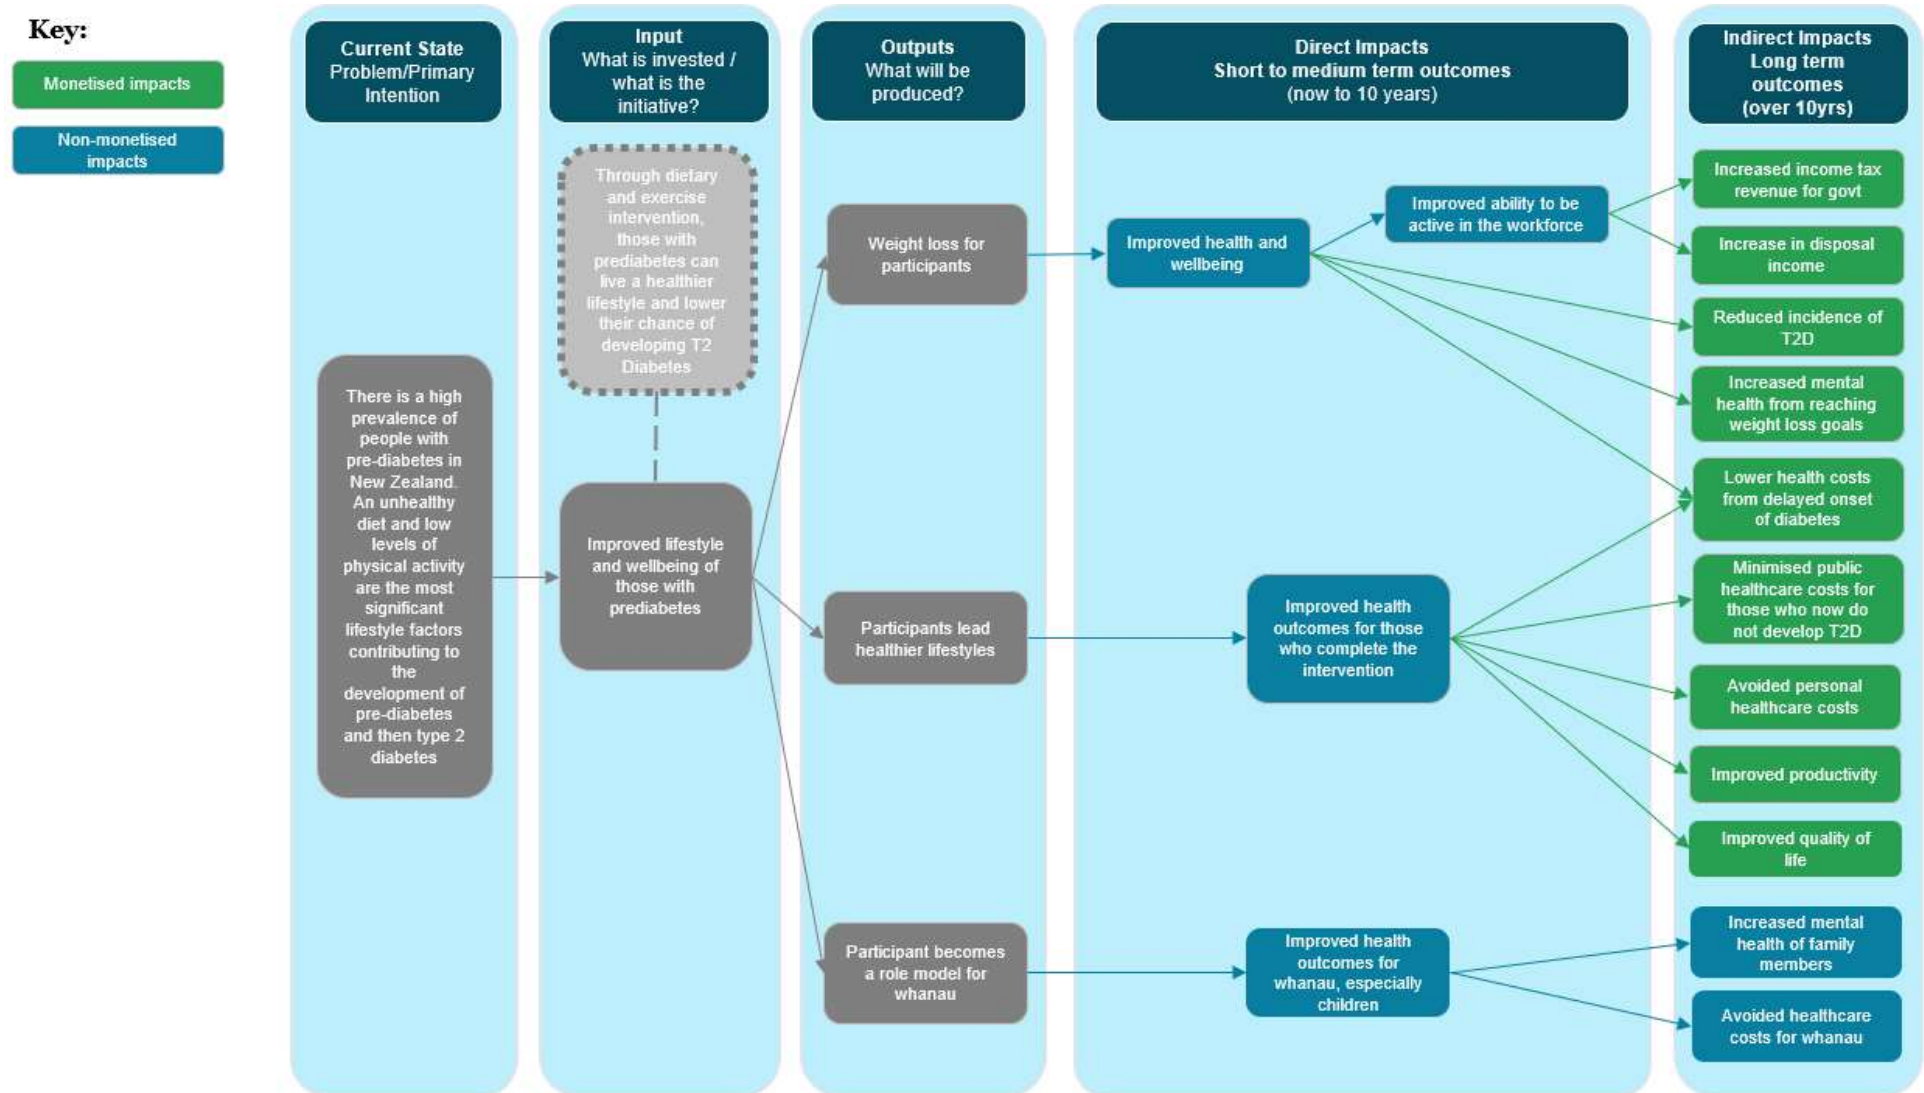 Key:
Monetised impacts
Non-monetised
impacts
Current State
Problem/Primary
Intention
Input
What is invested /
what is the
initiative?
Outputs
What will be
produced?
Direct Impacts
Short to medium term outcomes
(now to 10 years)
Indirect Impacts
Long term
outcomes
(over 10yrs)
There is a high
prevalence of
people with
pre-diabetes in
New Zealand.
An unhealthy
diet and low
levels of
physical activity
are the most
significant
lifestyle factors
contributing to
the
development of
pre-diabetes
and then type 2
diabetes
Through dietary
and exercise
intervention,
those with
prediabetes can
live a healthier
lifestyle and lower
their chance of
developing T2
Diabetes
Improved lifestyle
and wellbeing of
those with
prediabetes
Weight loss for
participants
Participants lead
healthier lifestyles
Participant becomes
a role model for
whanau
Improved health and
wellbeing
Improved ability to be
active in the workforce
Improved health
outcomes for those
who complete the
intervention
Improved health
outcomes for
whanau, especially
children
Increased income tax
revenue for govt
Increase in disposal
income
Reduced incidence of
T2D
Increased mental
health from reaching
weight loss goals
Lower health costs
from delayed onset
of diabetes
Minimised public
healthcare costs for
those who now do
not develop T2D
Avoided personal
healthcare costs
Improved productivity
Improved quality of
life
Increased mental
health of family
members
Avoided healthcare
costs for whanau